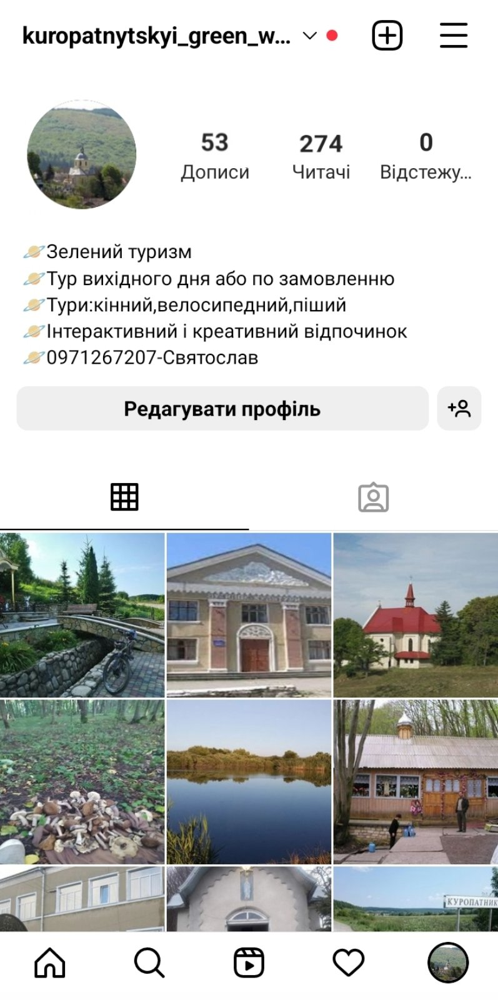 kuropatnytskyi_green_w...
53
Дописи
274
Читачі
0
Відстежу...
🪐Зелений туризм
🪐Тур вихідного дня або по замовленню
🪐Тури:кінний,велосипедний,піший
🪐Інтерактивний і креативний відпочинок
🪐0971267207-Святослав
Редагувати профіль
КУРОПАТНИК